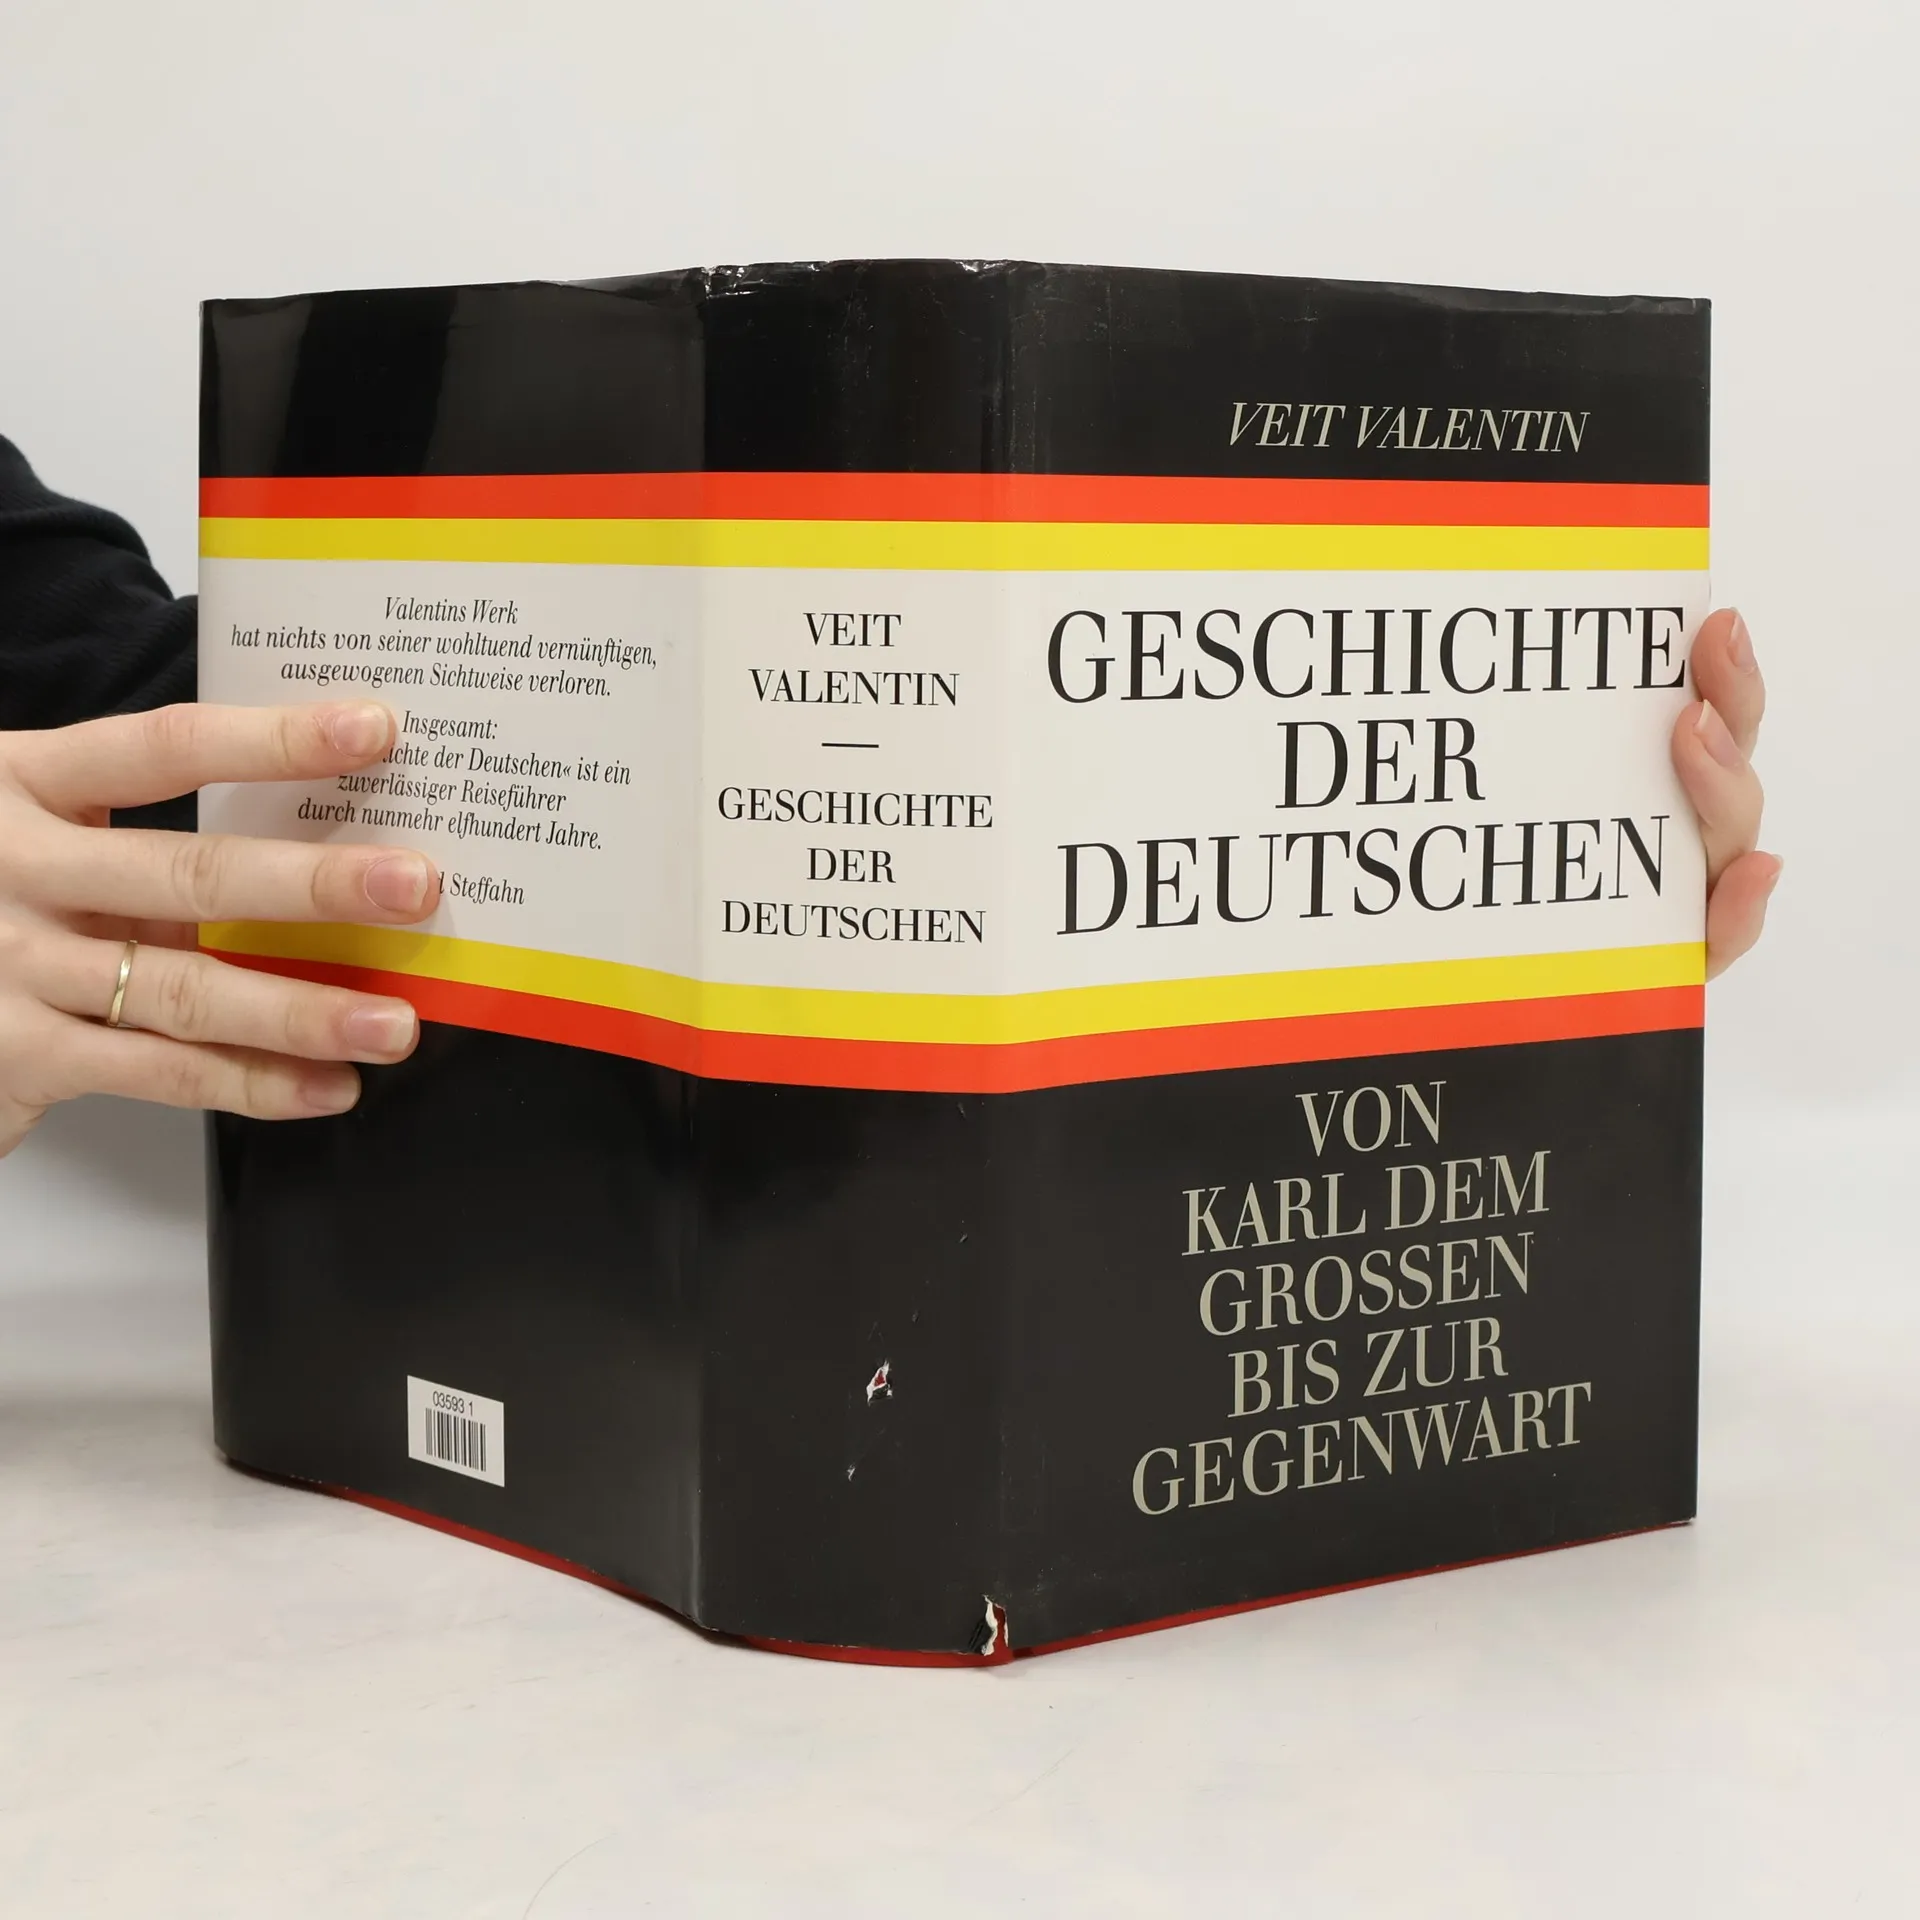 Valentins Werk
hat nichts von seiner wohltuend vernünftigen,
ausgewogenen Sichtweise verloren.
Insgesamt:
der Deutschen« ist ein
zuverlässiger Reiseführer
durch nunmehr elfhundert Jahre.
Steffahn
03593 1
VEIT
VALENTIN
—
GESCHICHTE
DER
DEUTSCHEN
VEIT VALENTIN
GESCHICHTE
DER
DEUTSCHEN
VON
KARL DEM
GROSSEN
BIS ZUR
GEGENWART